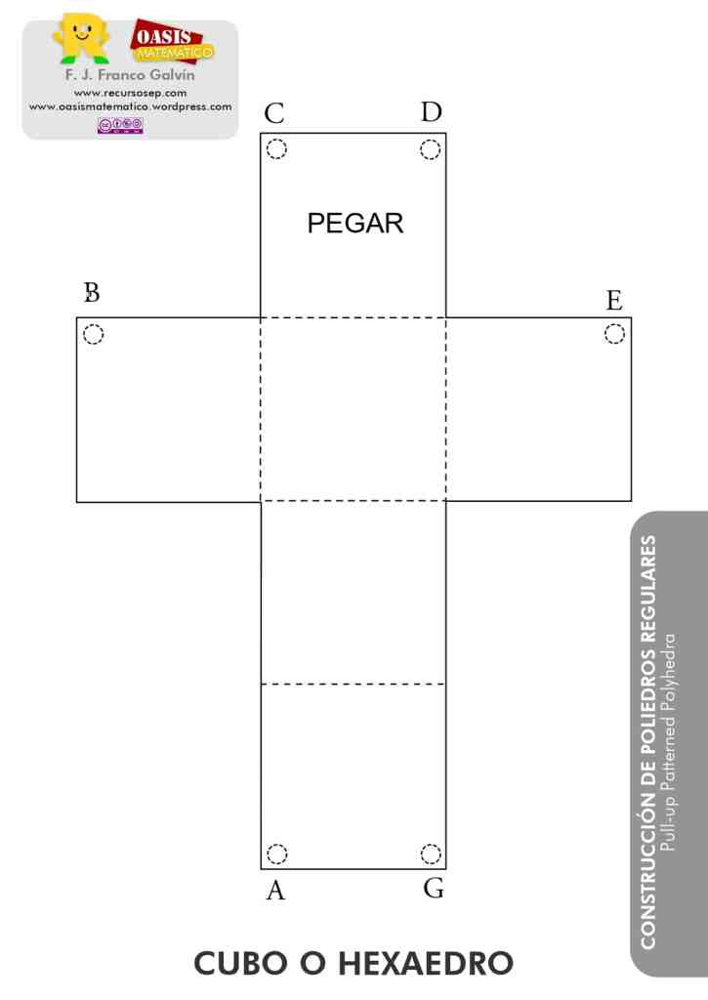 OASIS
MATEMÁTICO
F. J. Franco Galvín
www.recursosep.com
www.oasismatematico.wordpress.com
C
D
PEGAR
B
E
CONSTRUCCIÓN DE POLIEDROS REGULARES
Pull-up Patterned Polyhedra
A
G
CUBO O HEXAEDRO